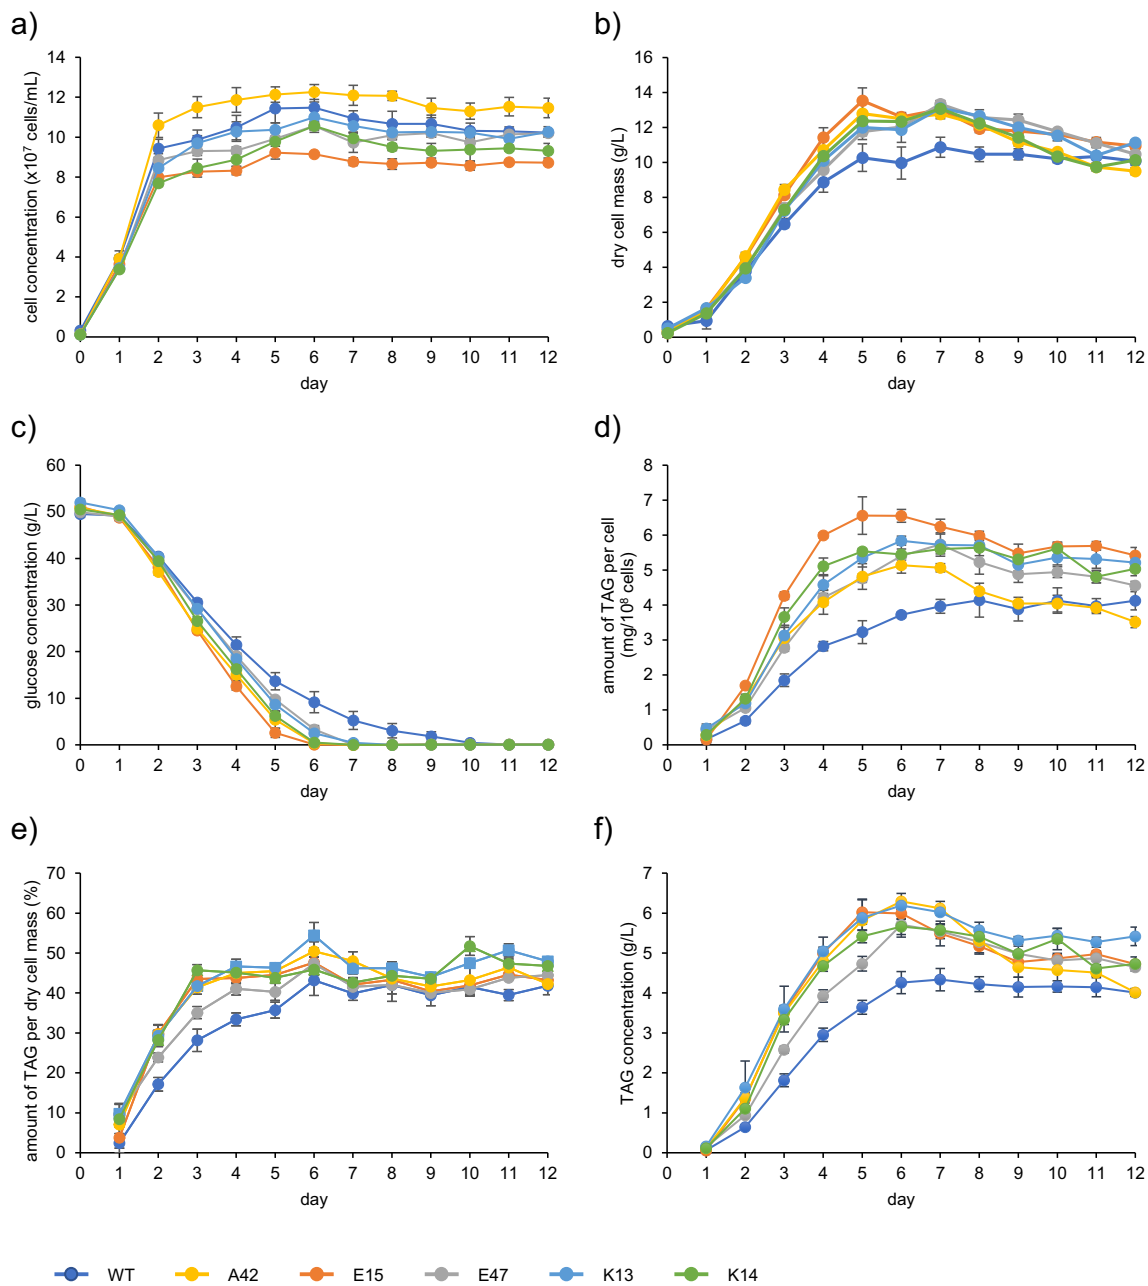 a)
cell concentration (x10⁷ cells/mL)
14
12
10
8
6
4
2
0
0 1 2 3 4 5 6 7 8 9 10 11 12
day
b)
dry cell mass (g/L)
16
14
12
10
8
6
4
2
0
0 1 2 3 4 5 6 7 8 9 10 11 12
day
c)
glucose concentration (g/L)
60
50
40
30
20
10
0
0 1 2 3 4 5 6 7 8 9 10 11 12
day
d)
amount of TAG per cell
(mg/10⁸ cells)
8
7
6
5
4
3
2
1
0
0 1 2 3 4 5 6 7 8 9 10 11 12
day
e)
amount of TAG per dry cell mass (%)
70
60
50
40
30
20
10
0
0 1 2 3 4 5 6 7 8 9 10 11 12
day
f)
TAG concentration (g/L)
7
6
5
4
3
2
1
0
0 1 2 3 4 5 6 7 8 9 10 11 12
day
WT A42 E15 E47 K13 K14